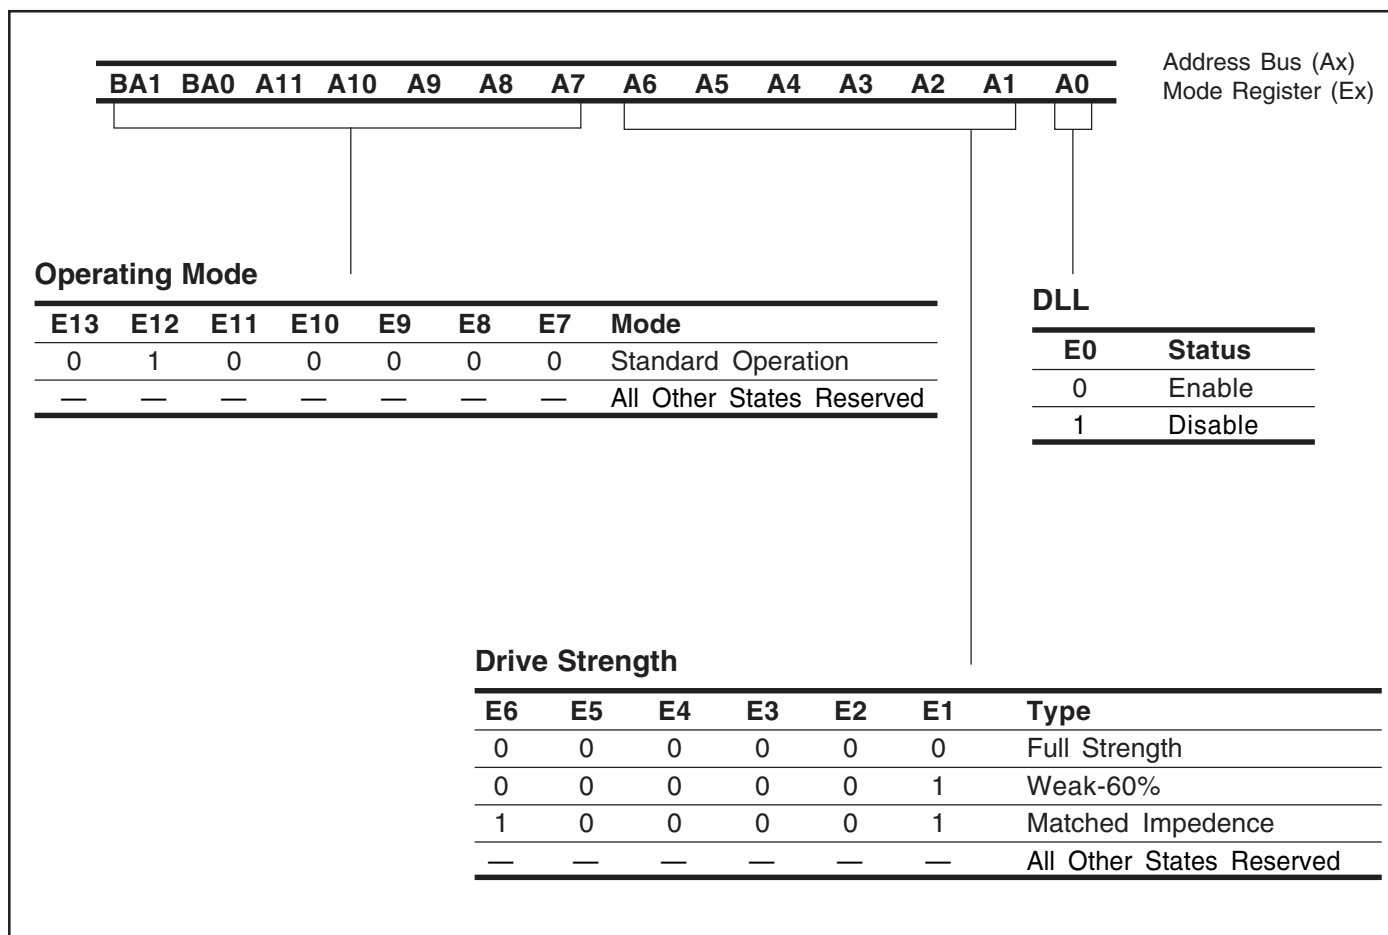 Address Bus (Ax)
BA1 BA0 A11 A10 A9 A8 A7 A6 A5 A4 A3 A2 A1 A0
Mode Register (Ex)
Operating Mode
E13 E12 E11 E10 E9 E8 E7 Mode
0 1 0 0 0 0 0 Standard Operation
— — — — — — — All Other States Reserved
DLL
E0 Status
0 Enable
1 Disable
Drive Strength
E6 E5 E4 E3 E2 E1 Type
0 0 0 0 0 0 Full Strength
0 0 0 0 0 1 Weak-60%
1 0 0 0 0 1 Matched Impedence
— — — — — — All Other States Reserved